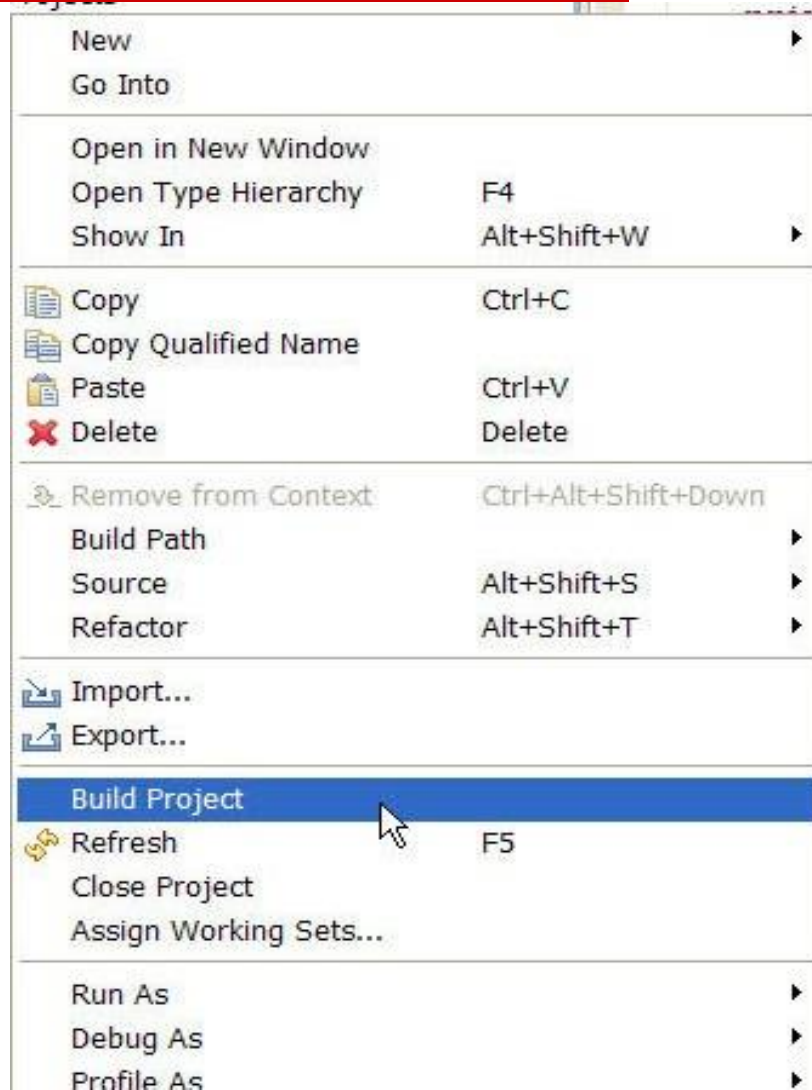 New
Go Into
Open in New Window
Open Type Hierarchy F4
Show In Alt+Shift+W
Copy Ctrl+C
Copy Qualified Name
Paste Ctrl+V
Delete Delete
Remove from Context Ctrl+Alt+Shift+Down
Build Path
Source Alt+Shift+S
Refactor Alt+Shift+T
Import...
Export...
Build Project
Refresh F5
Close Project
Assign Working Sets...
Run As
Debug As
Profile As